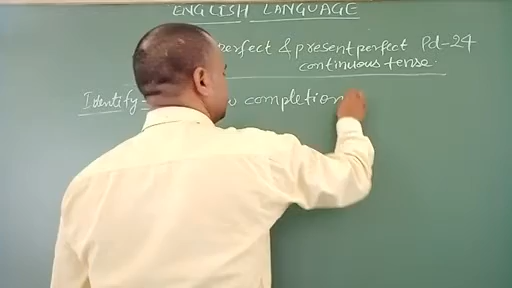 ENGLISH LANGUAGE
perfect & present perfect Pd-24
continuous tense.
Identify - completion